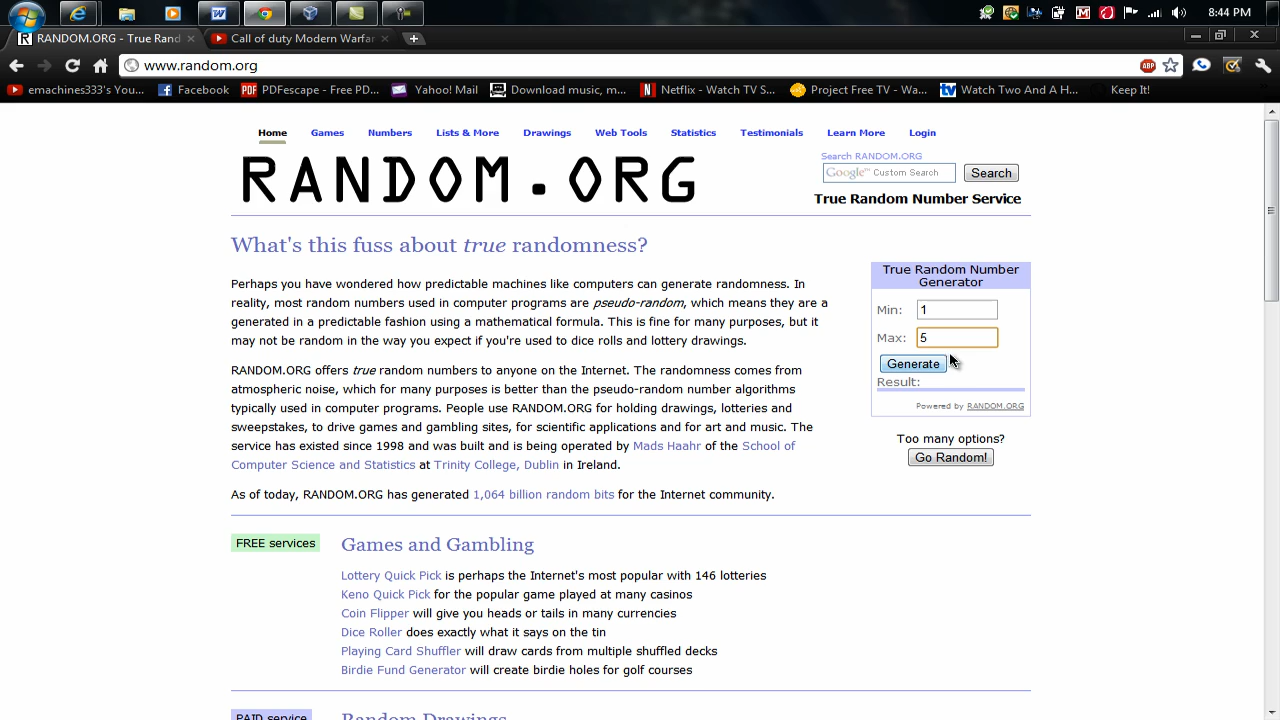 8:44 PM
RANDOM.ORG - True Rand
Call of duty Modern Warfar
www.random.org
ABP
emachines333's You... Facebook PDFescape - Free PD... Yahoo! Mail Download music, m... Netflix - Watch TV S... Project Free TV - Wa... Watch Two And A H... Keep It!
Home Games Numbers Lists & More Drawings Web Tools Statistics Testimonials Learn More Login
RANDOM.ORG
Search RANDOM.ORG
Google™ Custom Search Search
True Random Number Service
What's this fuss about true randomness?
Perhaps you have wondered how predictable machines like computers can generate randomness. In
reality, most random numbers used in computer programs are pseudo-random, which means they are a
generated in a predictable fashion using a mathematical formula. This is fine for many purposes, but it
may not be random in the way you expect if you're used to dice rolls and lottery drawings.
RANDOM.ORG offers true random numbers to anyone on the Internet. The randomness comes from
atmospheric noise, which for many purposes is better than the pseudo-random number algorithms
typically used in computer programs. People use RANDOM.ORG for holding drawings, lotteries and
sweepstakes, to drive games and gambling sites, for scientific applications and for art and music. The
service has existed since 1998 and was built and is being operated by Mads Haahr of the School of
Computer Science and Statistics at Trinity College, Dublin in Ireland.
As of today, RANDOM.ORG has generated 1,064 billion random bits for the Internet community.
True Random Number
Generator
Min: 1
Max: 5
Generate
Result:
Powered by RANDOM.ORG
Too many options?
Go Random!
FREE services
Games and Gambling
Lottery Quick Pick is perhaps the Internet's most popular with 146 lotteries
Keno Quick Pick for the popular game played at many casinos
Coin Flipper will give you heads or tails in many currencies
Dice Roller does exactly what it says on the tin
Playing Card Shuffler will draw cards from multiple shuffled decks
Birdie Fund Generator will create birdie holes for golf courses
PAID service
Random Drawings